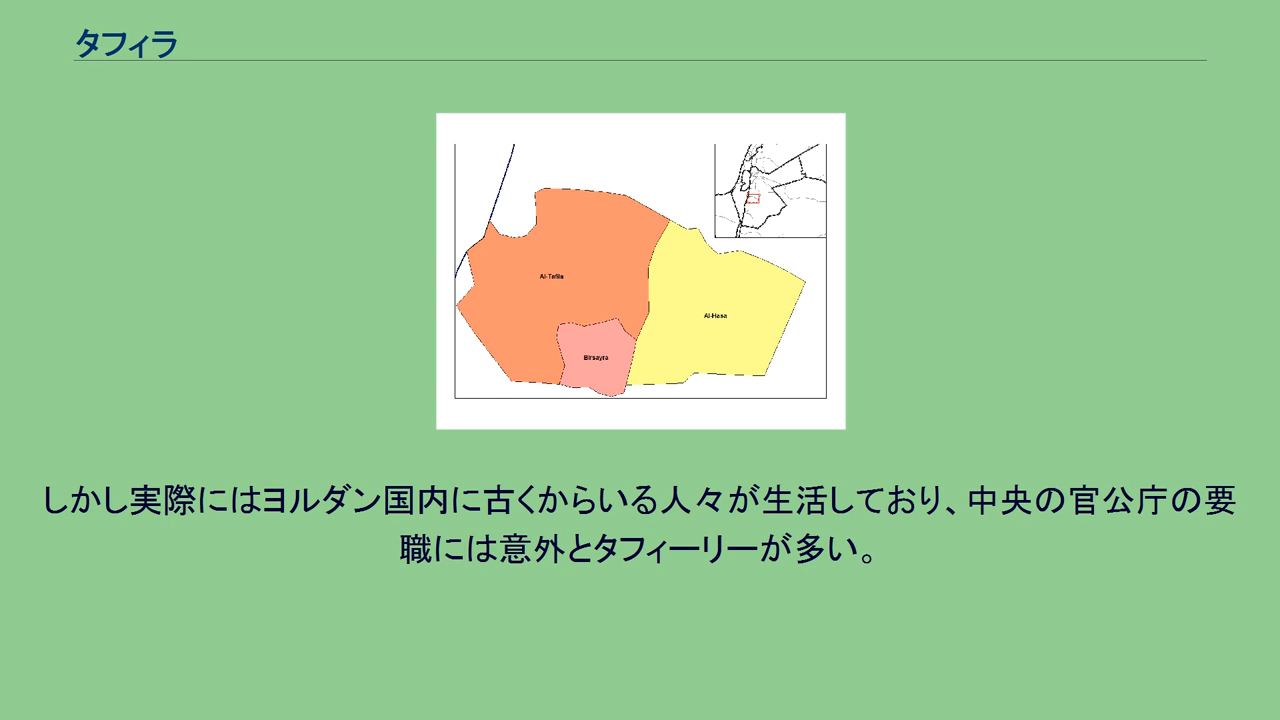 タフィラ
Al-Tafila
Al-Hasa
Birsayra
しかし実際にはヨルダン国内に古くからいる人々が生活しており、中央の官公庁の要
職には意外とタフィーリーが多い。